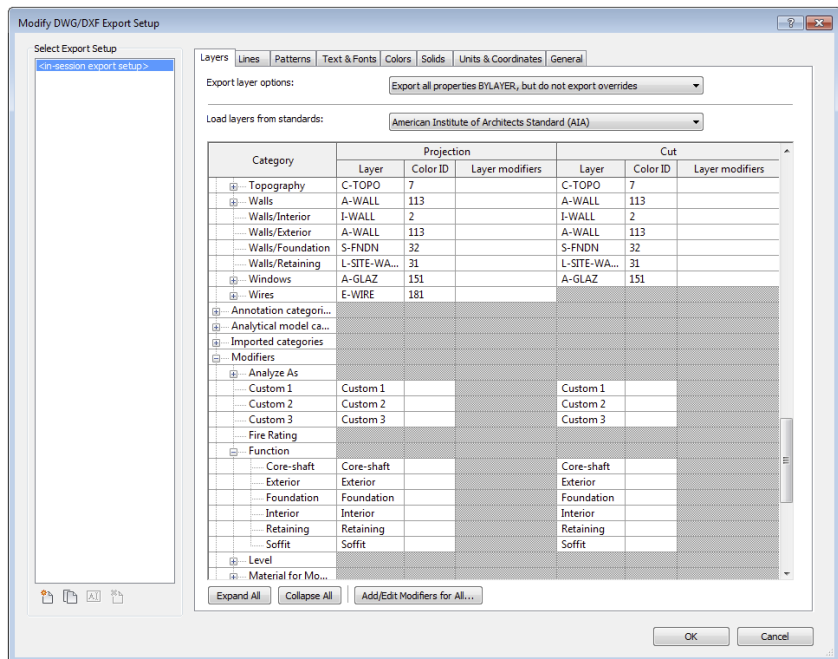 Modify DWG/DXF Export Setup
Select Export Setup
<in-session export setup>
Layers Lines Patterns Text & Fonts Colors Solids Units & Coordinates General
Export layer options: Export all properties BYLAYER, but do not export overrides
Load layers from standards: American Institute of Architects Standard (AIA)
Category Projection Cut
Layer Color ID Layer modifiers Layer Color ID Layer modifiers
Topography C-TOPO 7 C-TOPO 7
Walls A-WALL 113 A-WALL 113
Walls/Interior I-WALL 2 I-WALL 2
Walls/Exterior A-WALL 113 A-WALL 113
Walls/Foundation S-FNDN 32 S-FNDN 32
Walls/Retaining L-SITE-WA... 31 L-SITE-WA... 31
Windows A-GLAZ 151 A-GLAZ 151
Wires E-WIRE 181
Annotation categori...
Analytical model ca...
Imported categories
Modifiers
Analyze As
Custom 1 Custom 1 Custom 1
Custom 2 Custom 2 Custom 2
Custom 3 Custom 3 Custom 3
Fire Rating
Function
Core-shaft Core-shaft Core-shaft
Exterior Exterior Exterior
Foundation Foundation Foundation
Interior Interior Interior
Retaining Retaining Retaining
Soffit Soffit Soffit
Level
Material for Mo...
Expand All Collapse All Add/Edit Modifiers for All...
OK Cancel